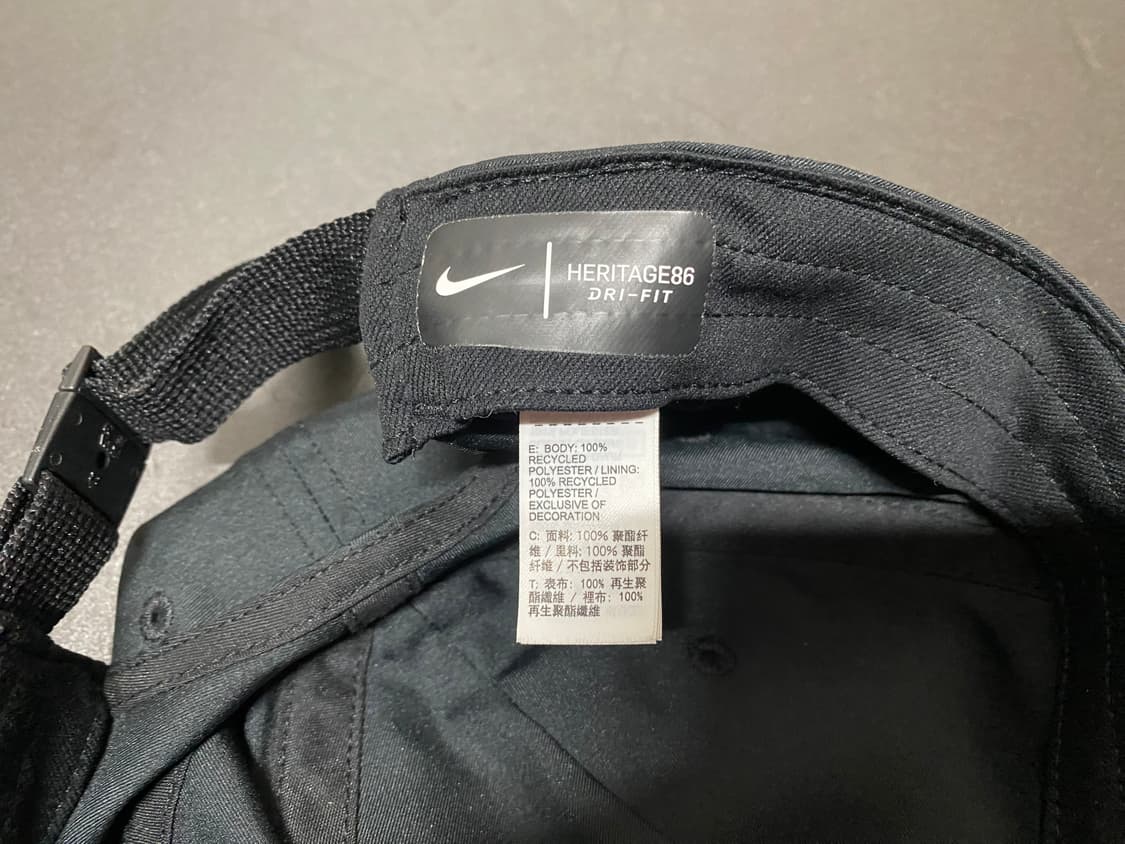 HERITAGE86
DRI-FIT
E: BODY: 100%
RECYCLED
POLYESTER / LINING:
100% RECYCLED
POLYESTER /
EXCLUSIVE OF
DECORATION
C: 面料: 100% 聚酯纤
维 / 里料: 100% 聚酯
纤维 / 不包括装饰部分
T: 表布: 100% 再生聚
酯纖維 / 裡布: 100%
再生聚酯纖維